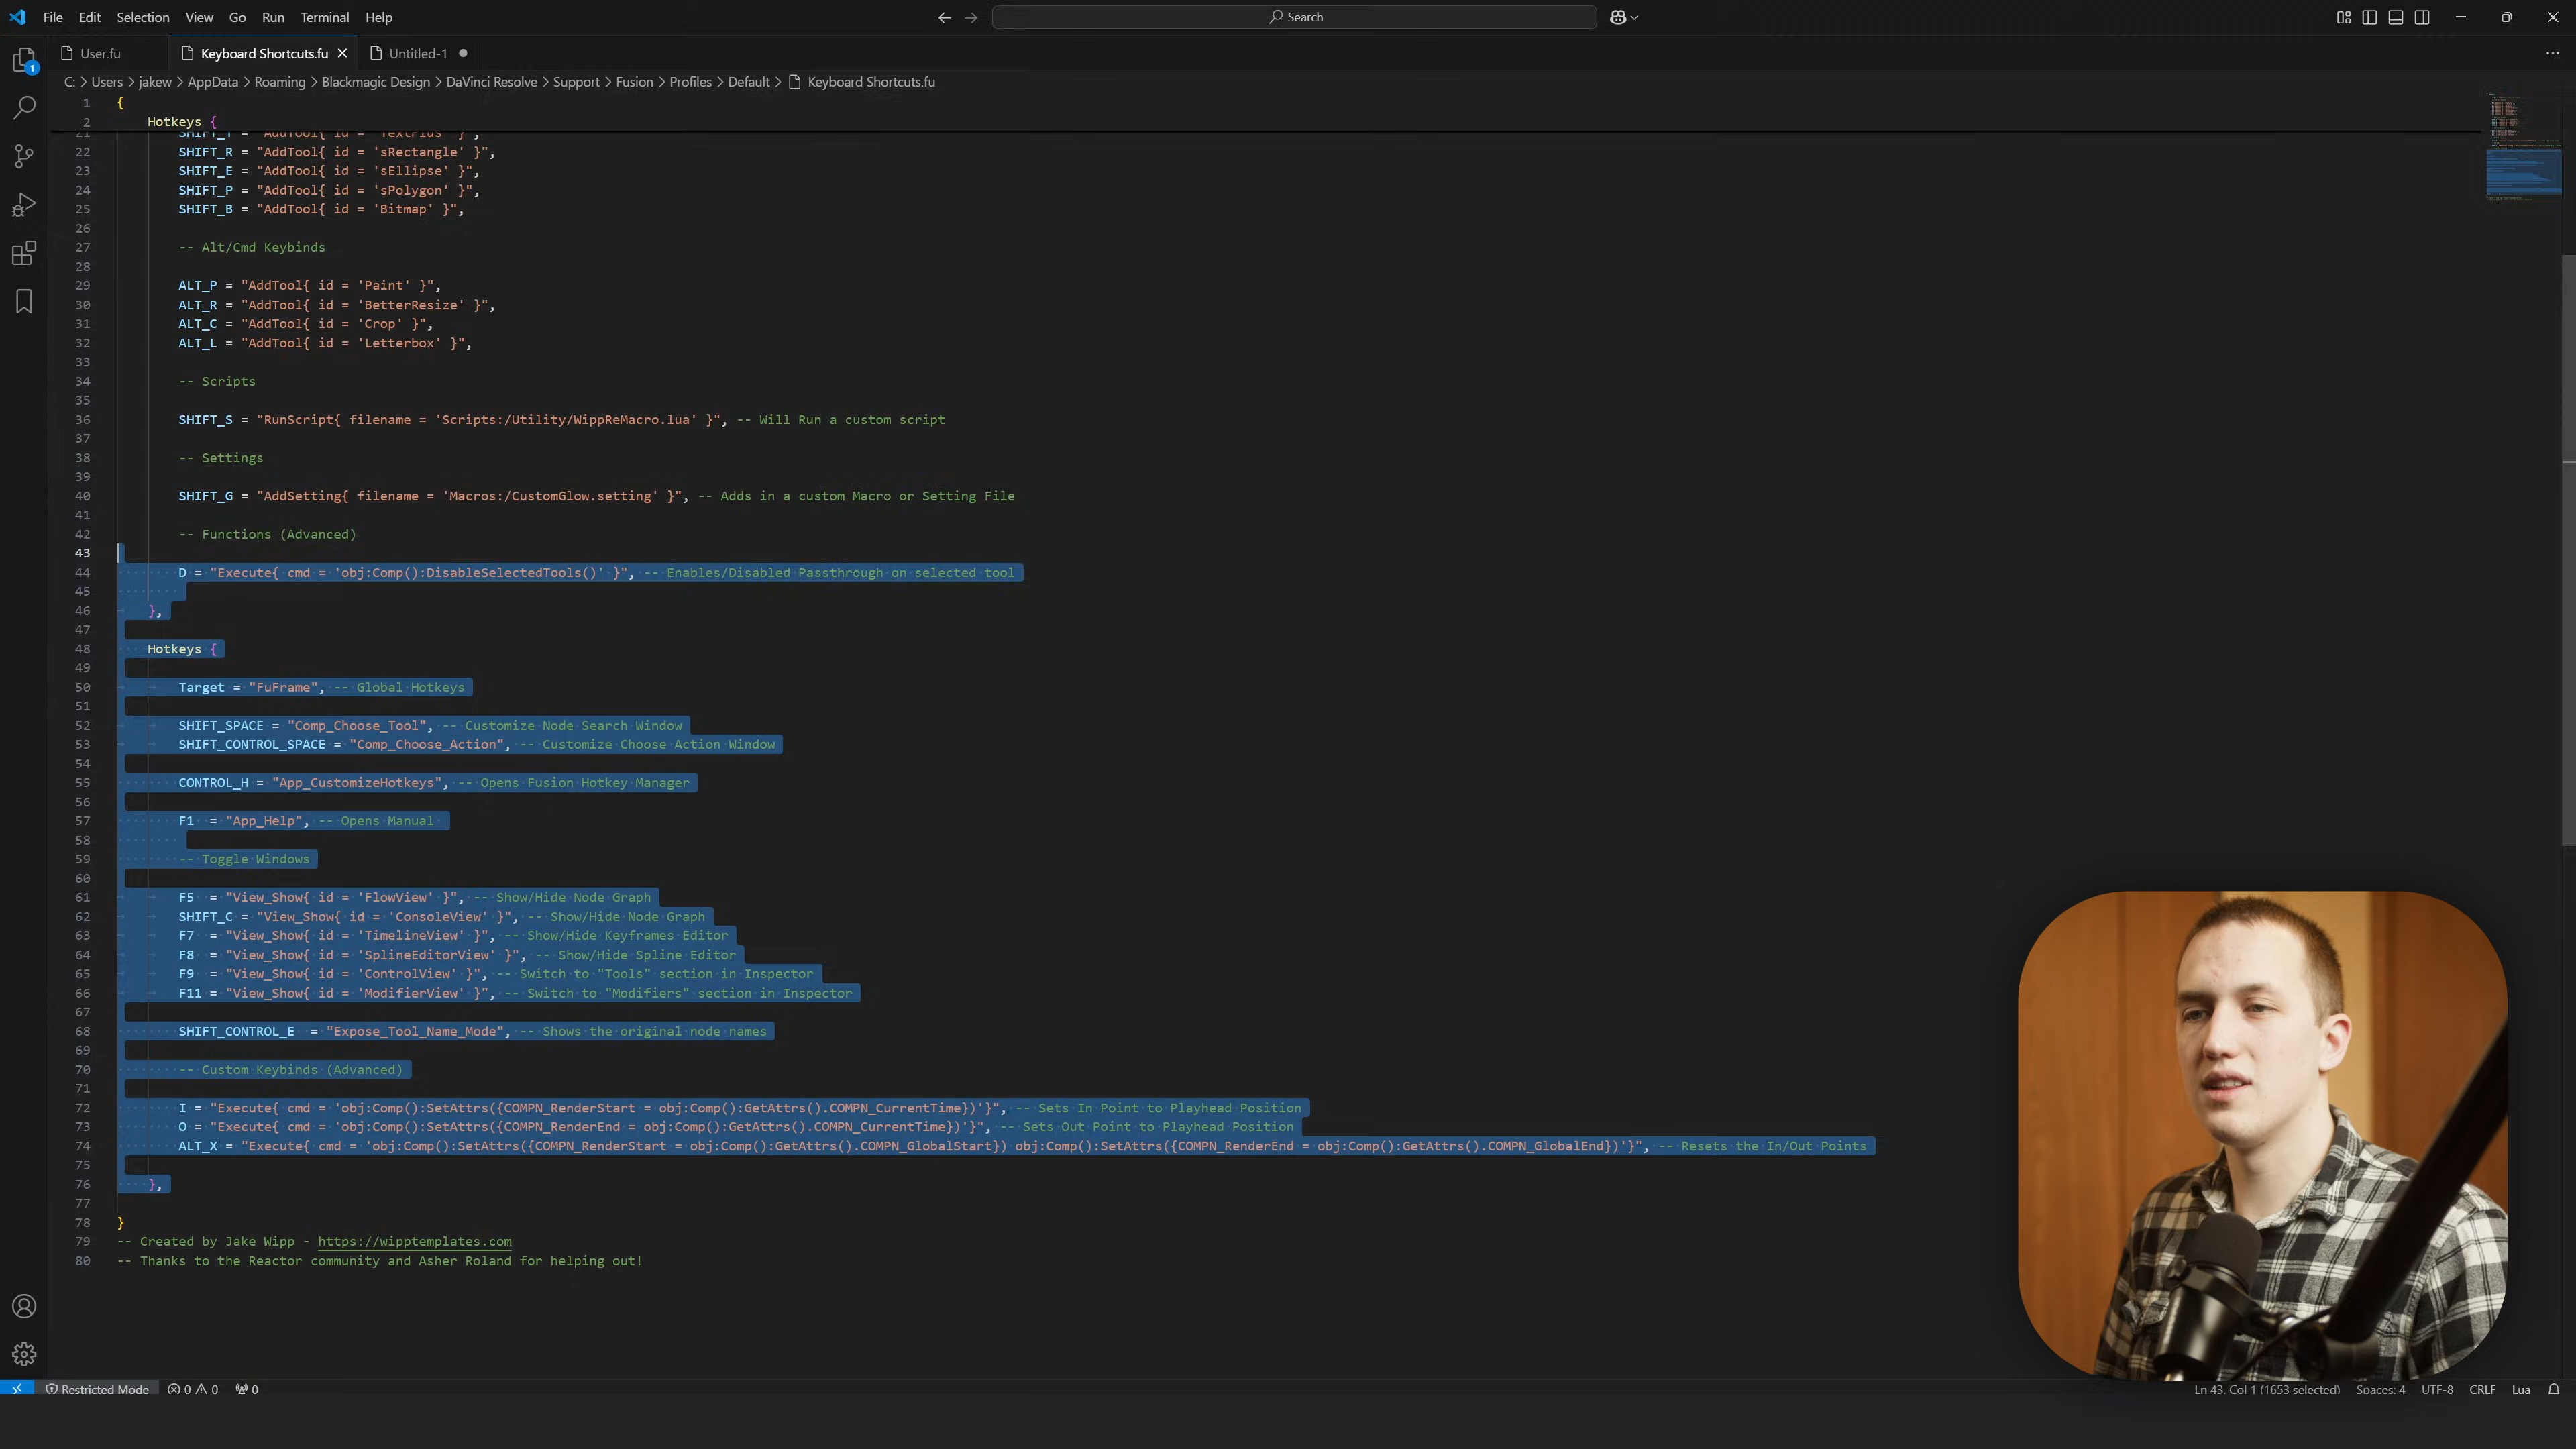 File Edit Selection View Go Run Terminal Help
Search
User.fu
Keyboard Shortcuts.fu
Untitled-1
1
C: > Users > jakew > AppData > Roaming > Blackmagic Design > DaVinci Resolve > Support > Fusion > Profiles > Default > Keyboard Shortcuts.fu
1 {
2 Hotkeys {
21 SHIFT_T = "AddTool{ id = 'TextPlus' }",
22 SHIFT_R = "AddTool{ id = 'sRectangle' }",
23 SHIFT_E = "AddTool{ id = 'sEllipse' }",
24 SHIFT_P = "AddTool{ id = 'sPolygon' }",
25 SHIFT_B = "AddTool{ id = 'Bitmap' }",
26
27 -- Alt/Cmd Keybinds
28
29 ALT_P = "AddTool{ id = 'Paint' }",
30 ALT_R = "AddTool{ id = 'BetterResize' }",
31 ALT_C = "AddTool{ id = 'Crop' }",
32 ALT_L = "AddTool{ id = 'Letterbox' }",
33
34 -- Scripts
35
36 SHIFT_S = "RunScript{ filename = 'Scripts:/Utility/WippReMacro.lua' }", -- Will Run a custom script
37
38 -- Settings
39
40 SHIFT_G = "AddSetting{ filename = 'Macros:/CustomGlow.setting' }", -- Adds in a custom Macro or Setting File
41
42 -- Functions (Advanced)
43
44 D = "Execute{ cmd = 'obj:Comp():DisableSelectedTools()' }", -- Enables/Disabled Passthrough on selected tool
45
46 },
47
48 Hotkeys {
49
50 Target = "FuFrame", -- Global Hotkeys
51
52 SHIFT_SPACE = "Comp_Choose_Tool", -- Customize Node Search Window
53 SHIFT_CONTROL_SPACE = "Comp_Choose_Action", -- Customize Choose Action Window
54
55 CONTROL_H = "App_CustomizeHotkeys", -- Opens Fusion Hotkey Manager
56
57 F1 = "App_Help", -- Opens Manual
58
59 -- Toggle Windows
60
61 F5 = "View_Show{ id = 'FlowView' }", -- Show/Hide Node Graph
62 SHIFT_C = "View_Show{ id = 'ConsoleView' }", -- Show/Hide Node Graph
63 F7 = "View_Show{ id = 'TimelineView' }", -- Show/Hide Keyframes Editor
64 F8 = "View_Show{ id = 'SplineEditorView' }", -- Show/Hide Spline Editor
65 F9 = "View_Show{ id = 'ControlView' }", -- Switch to "Tools" section in Inspector
66 F11 = "View_Show{ id = 'ModifierView' }", -- Switch to "Modifiers" section in Inspector
67
68 SHIFT_CONTROL_E = "Expose_Tool_Name_Mode", -- Shows the original node names
69
70 -- Custom Keybinds (Advanced)
71
72 I = "Execute{ cmd = 'obj:Comp():SetAttrs({COMPN_RenderStart = obj:Comp():GetAttrs().COMPN_CurrentTime})'}", -- Sets In Point to Playhead Position
73 O = "Execute{ cmd = 'obj:Comp():SetAttrs({COMPN_RenderEnd = obj:Comp():GetAttrs().COMPN_CurrentTime})'}", -- Sets Out Point to Playhead Position
74 ALT_X = "Execute{ cmd = 'obj:Comp():SetAttrs({COMPN_RenderStart = obj:Comp():GetAttrs().COMPN_GlobalStart}) obj:Comp():SetAttrs({COMPN_RenderEnd = obj:Comp():GetAttrs().COMPN_GlobalEnd})'}", -- Resets the In/Out Points
75
76 },
77
78 }
79 -- Created by Jake Wipp - https://wipptemplates.com
80 -- Thanks to the Reactor community and Asher Roland for helping out!
Restricted Mode 0 0 0 Ln 43, Col 1 (1653 selected) Spaces: 4 UTF-8 CRLF Lua